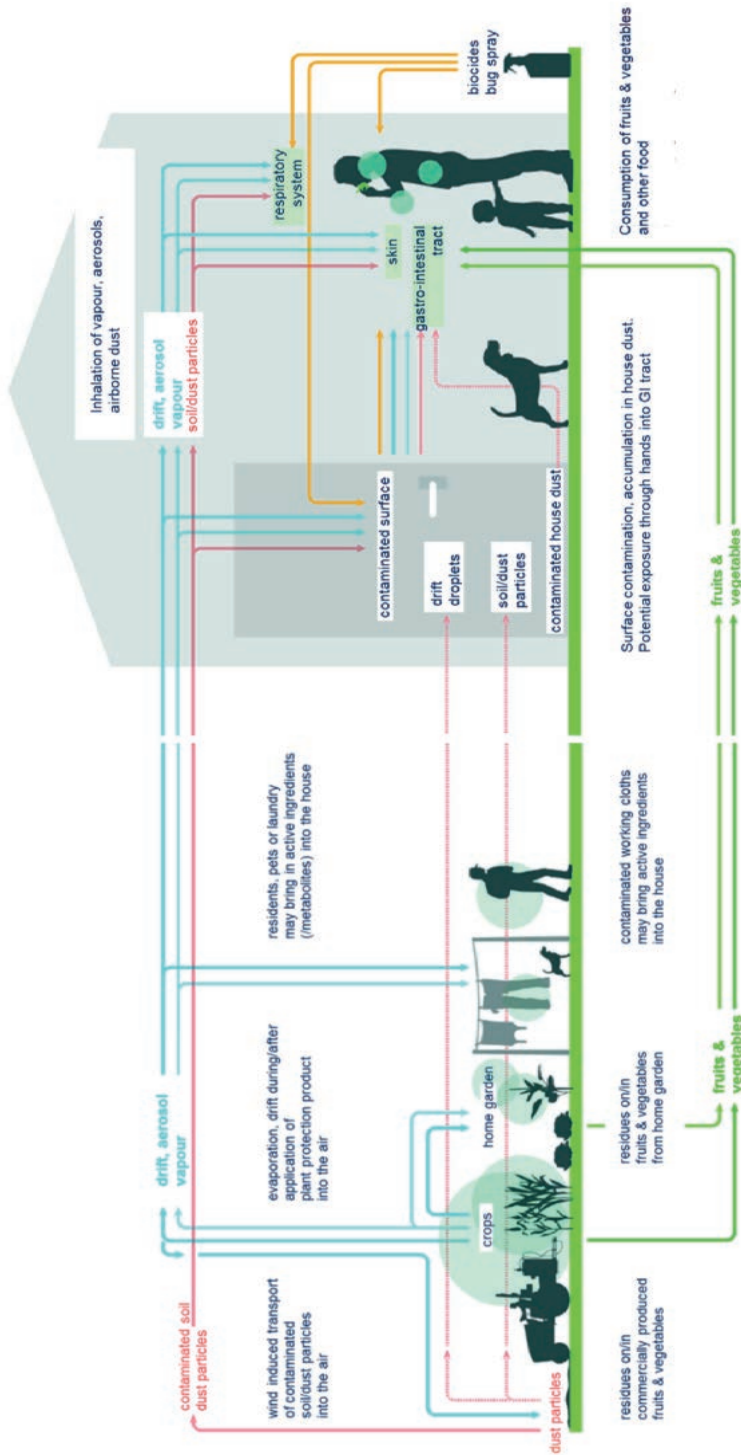 Inhalation of vapour, aerosols,
airborne dust
drift, aerosol
vapour
soil/dust particles
respiratory
system
biocides
bug spray
skin
gastro-intestinal
tract
contaminated surface
drift
droplets
soil/dust
particles
contaminated house dust
Consumption of fruits & vegetables
and other food
Surface contamination, accumulation in house dust.
Potential exposure through hands into GI tract
fruits &
vegetables
contaminated soil
dust particles
drift, aerosol
vapour
wind induced transport
of contaminated
soil/dust particles
into the air
evaporation, drift during/after
application of
plant protection product
into the air
residents, pets or laundry
may bring in active ingredients
(/metabolites) into the house
crops
home garden
dust particles
residues on/in
commercially produced
fruits & vegetables
residues on/in
fruits & vegetables
from home garden
contaminated working cloths
may bring active ingredients
into the house
fruits &
vegetables